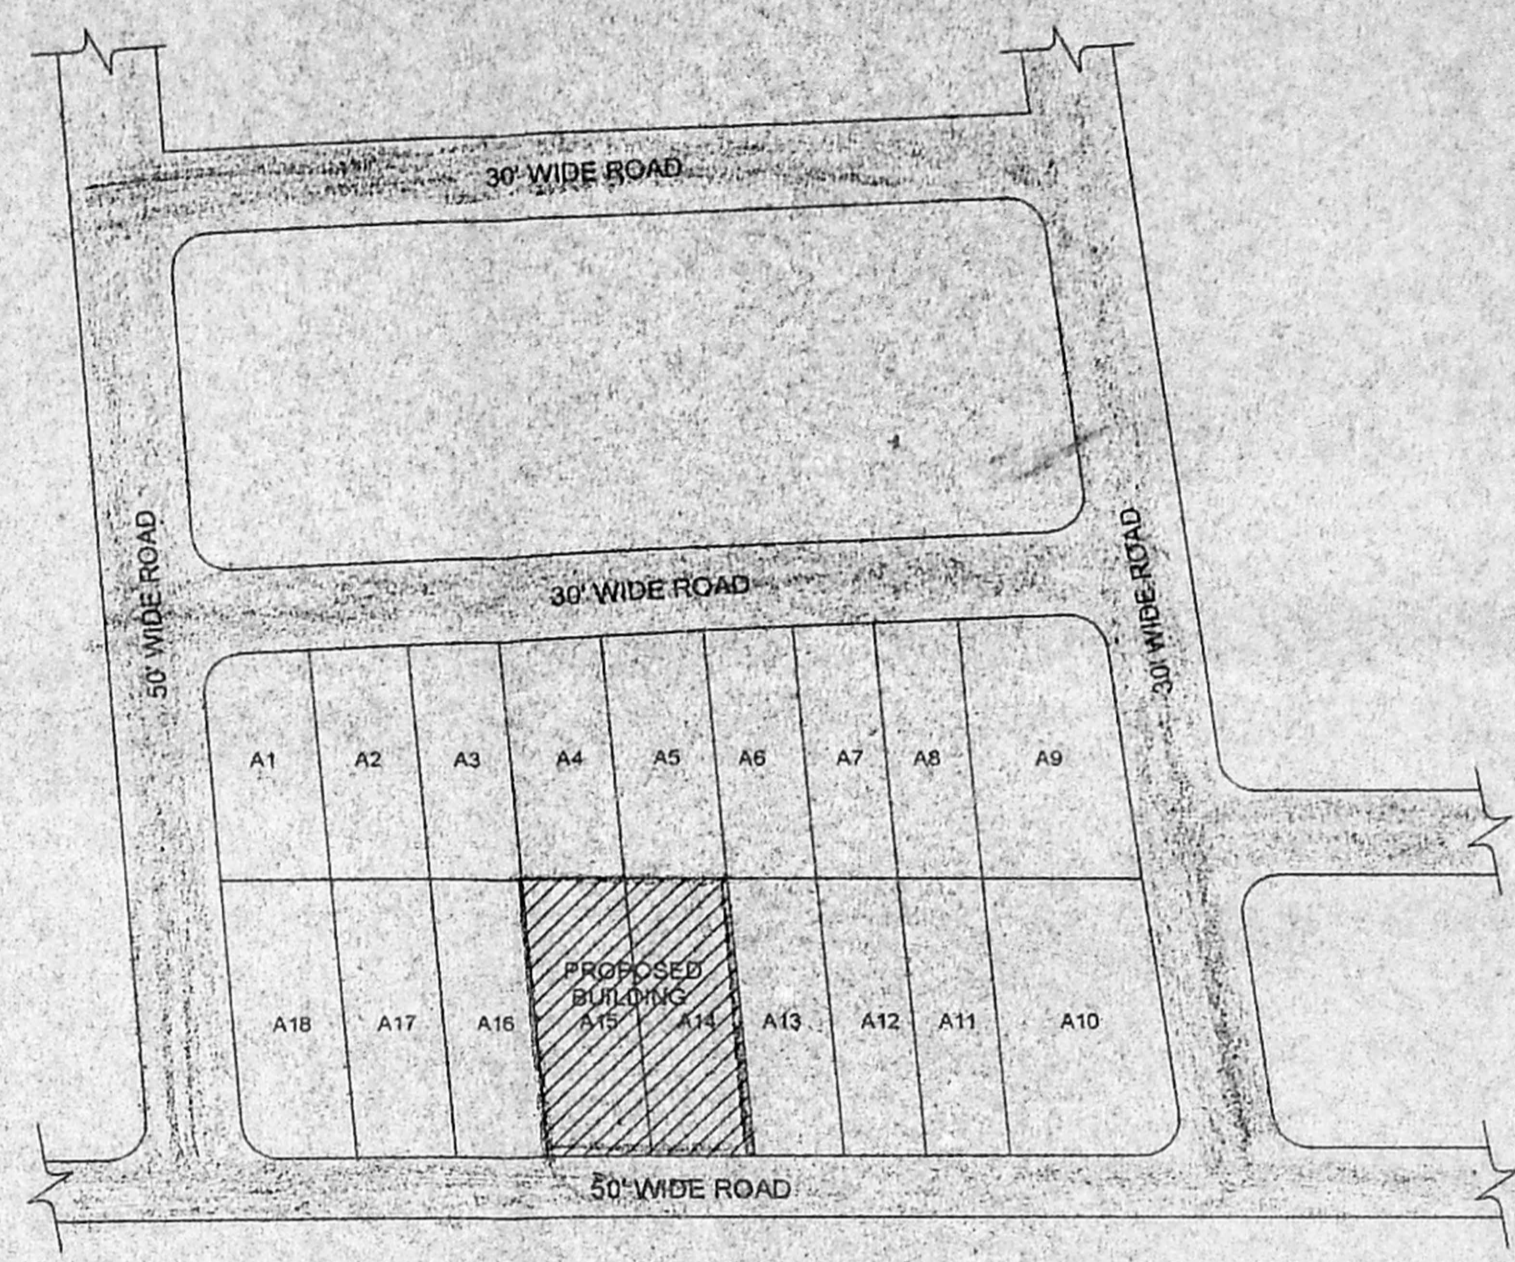 30' WIDE ROAD
50' WIDE ROAD
30' WIDE ROAD
30' WIDE ROAD
A1 A2 A3 A4 A5 A6 A7 A8 A9
PROPOSED
BUILDING
A18 A17 A16 A15 A14 A13 A12 A11 A10
50' WIDE ROAD